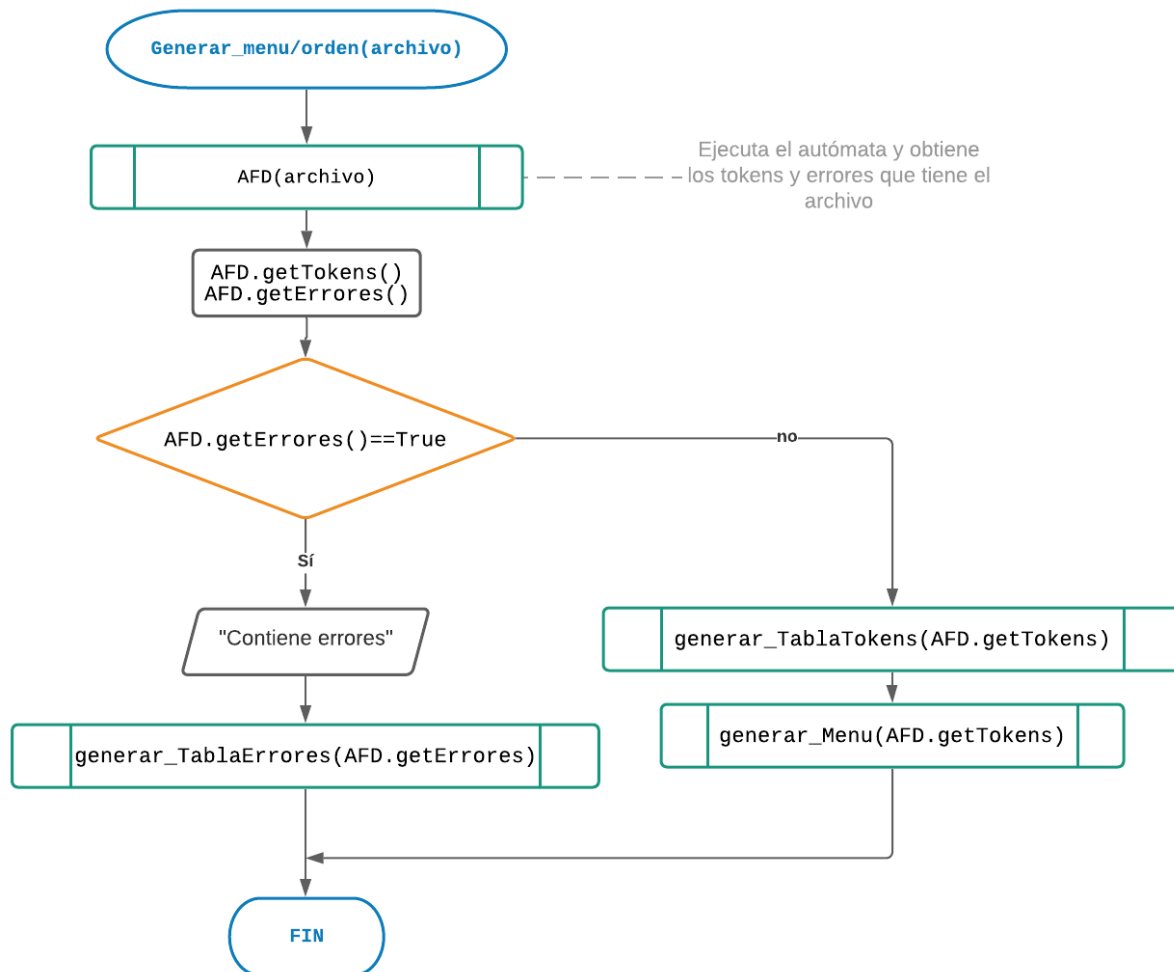 Generar_menu/orden(archivo)
AFD(archivo)
Ejecuta el autómata y obtiene
los tokens y errores que tiene el
archivo
AFD.getTokens()
AFD.getErrores()
AFD.getErrores()==True
no
Sí
"Contiene errores"
generar_TablaTokens(AFD.getTokens)
generar_Menu(AFD.getTokens)
generar_TablaErrores(AFD.getErrores)
FIN